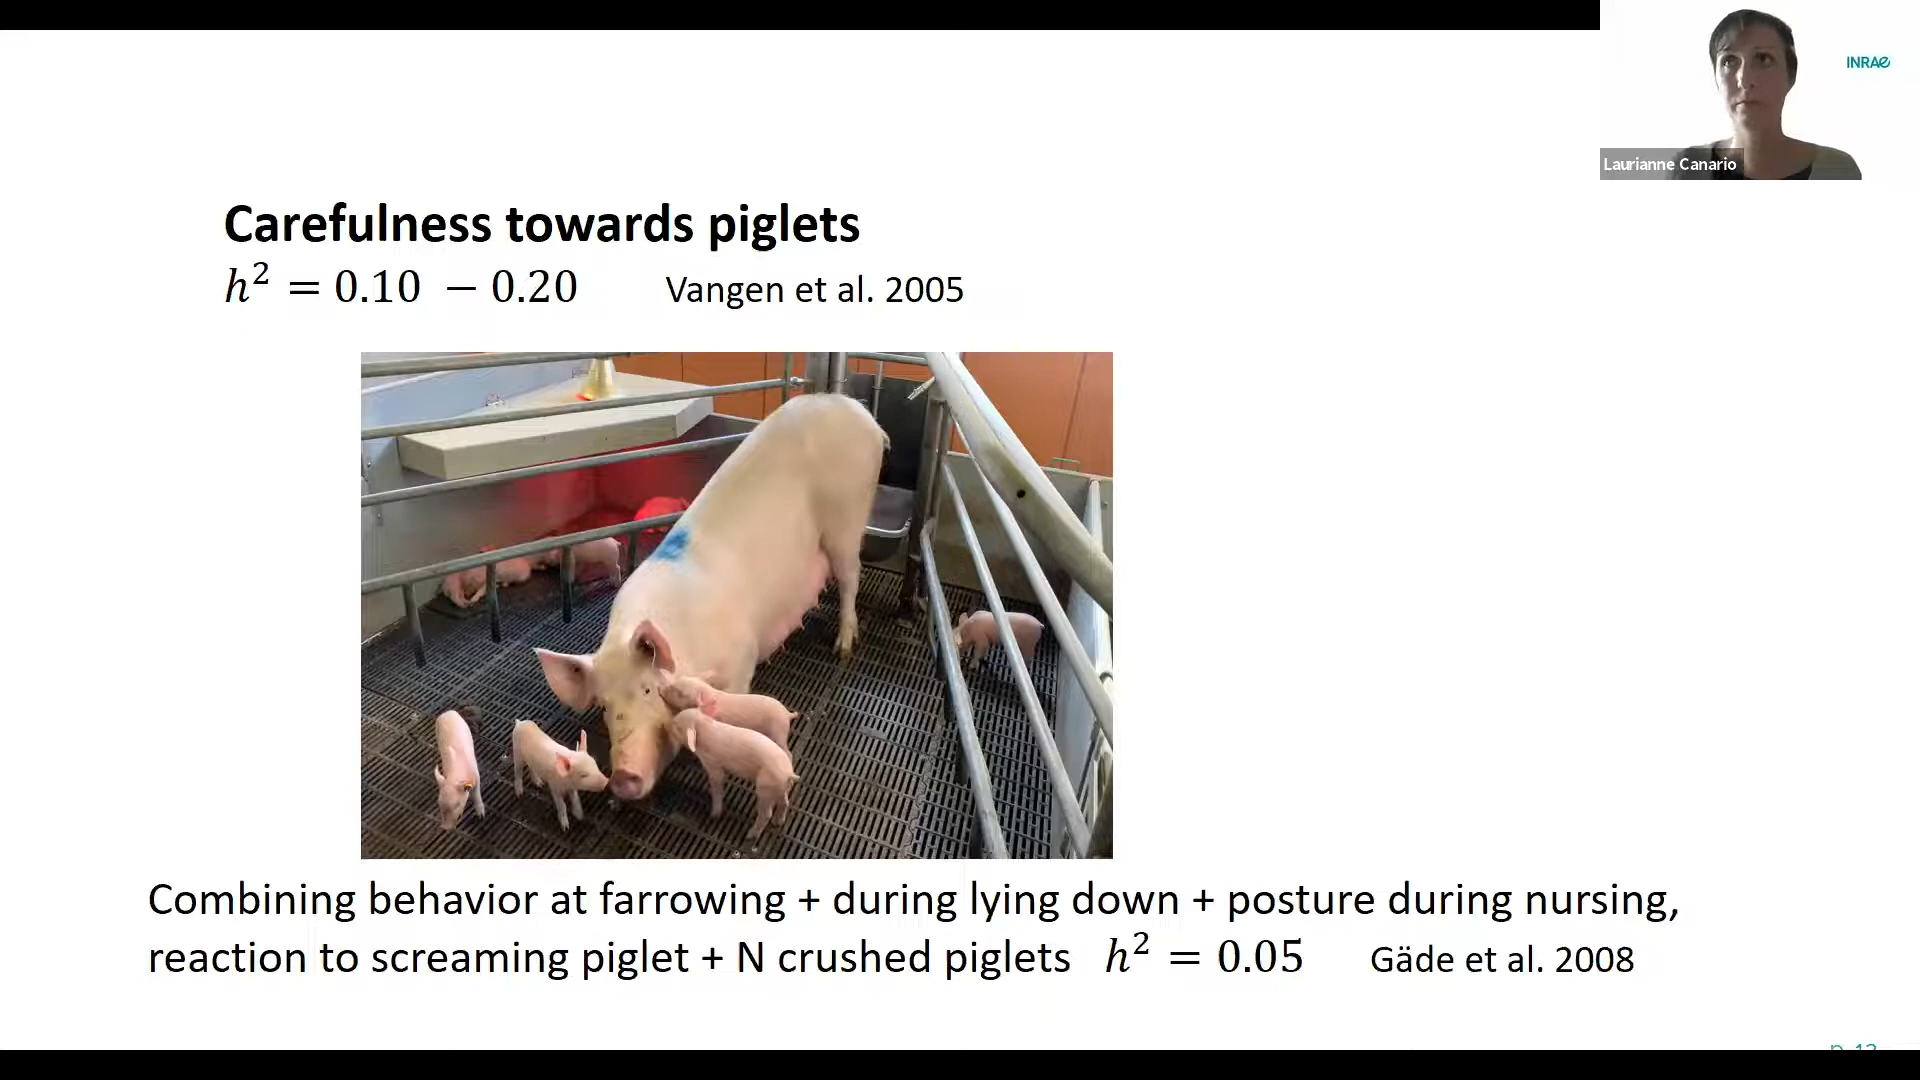 INRAE
Laurianne Canario
Carefulness towards piglets
h² = 0.10 – 0.20 Vangen et al. 2005
Combining behavior at farrowing + during lying down + posture during nursing,
reaction to screaming piglet + N crushed piglets h² = 0.05 Gäde et al. 2008